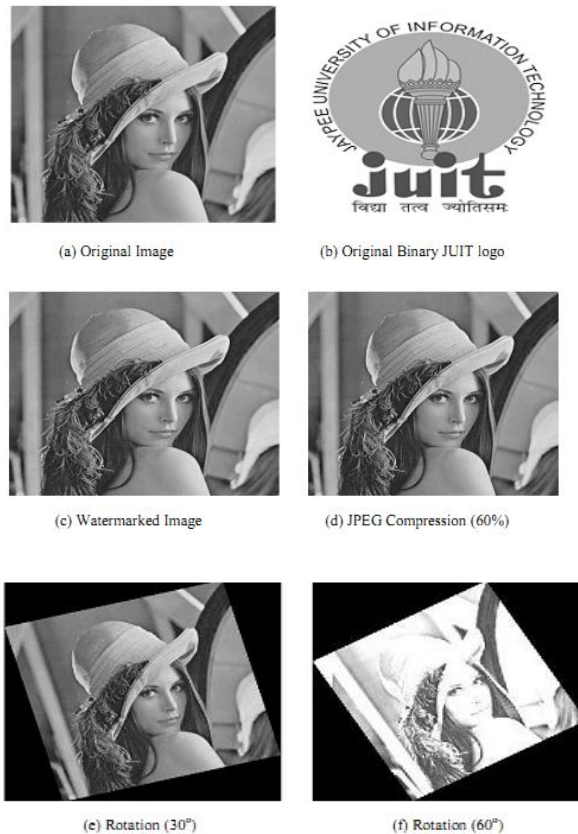 JAYPEE UNIVERSITY OF INFORMATION TECHNOLOGY
juit
विद्या तत्व ज्योतिसमः
(a) Original Image
(b) Original Binary JUIT logo
(c) Watermarked Image
(d) JPEG Compression (60%)
(e) Rotation (30°)
(f) Rotation (60°)